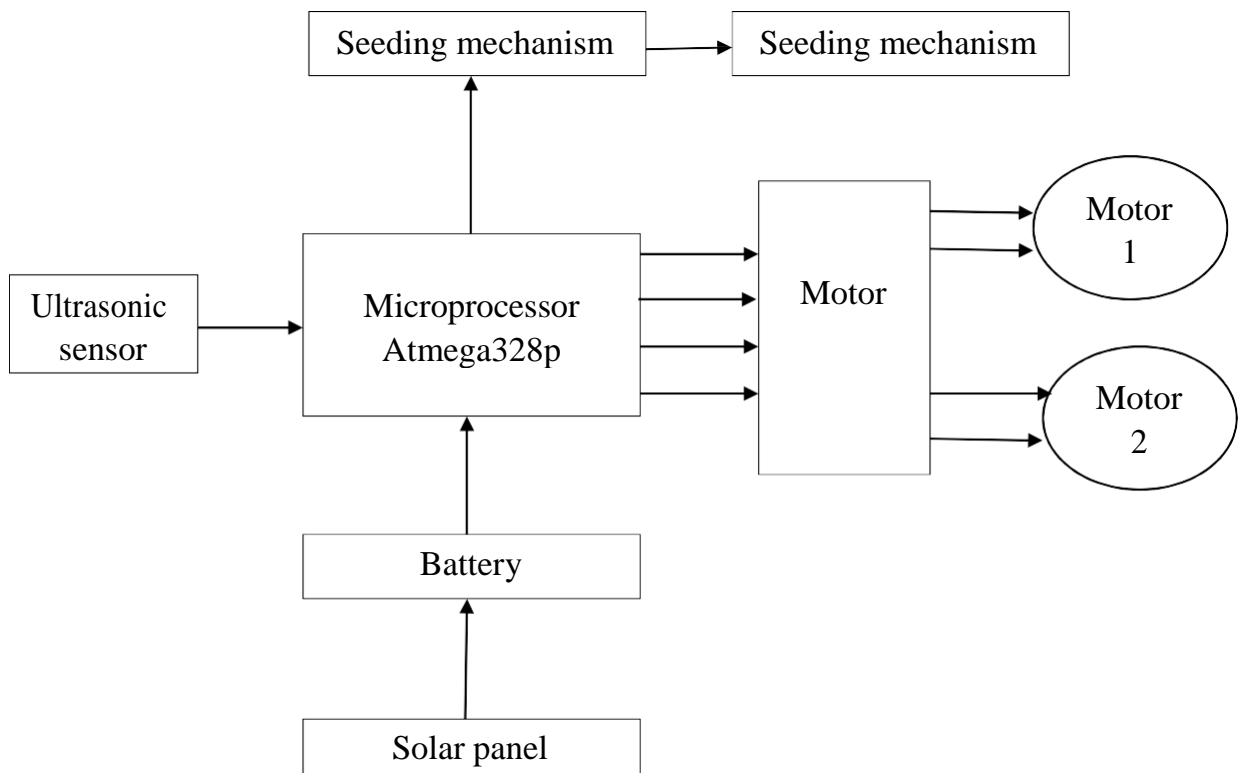 Seeding mechanism
Seeding mechanism
Motor
1
Ultrasonic
sensor
Microprocessor
Atmega328p
Motor
Motor
2
Battery
Solar panel